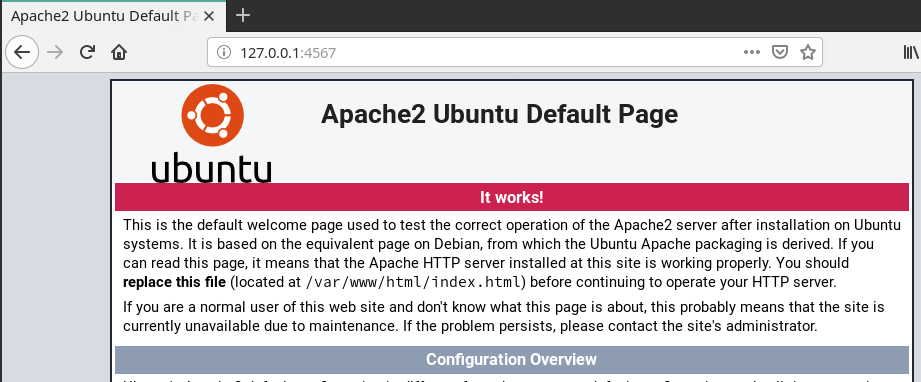 Apache2 Ubuntu Default Pa
127.0.0.1:4567
ubuntu
Apache2 Ubuntu Default Page
It works!
This is the default welcome page used to test the correct operation of the Apache2 server after installation on Ubuntu
systems. It is based on the equivalent page on Debian, from which the Ubuntu Apache packaging is derived. If you
can read this page, it means that the Apache HTTP server installed at this site is working properly. You should
replace this file (located at /var/www/html/index.html) before continuing to operate your HTTP server.
If you are a normal user of this web site and don't know what this page is about, this probably means that the site is
currently unavailable due to maintenance. If the problem persists, please contact the site's administrator.
Configuration Overview